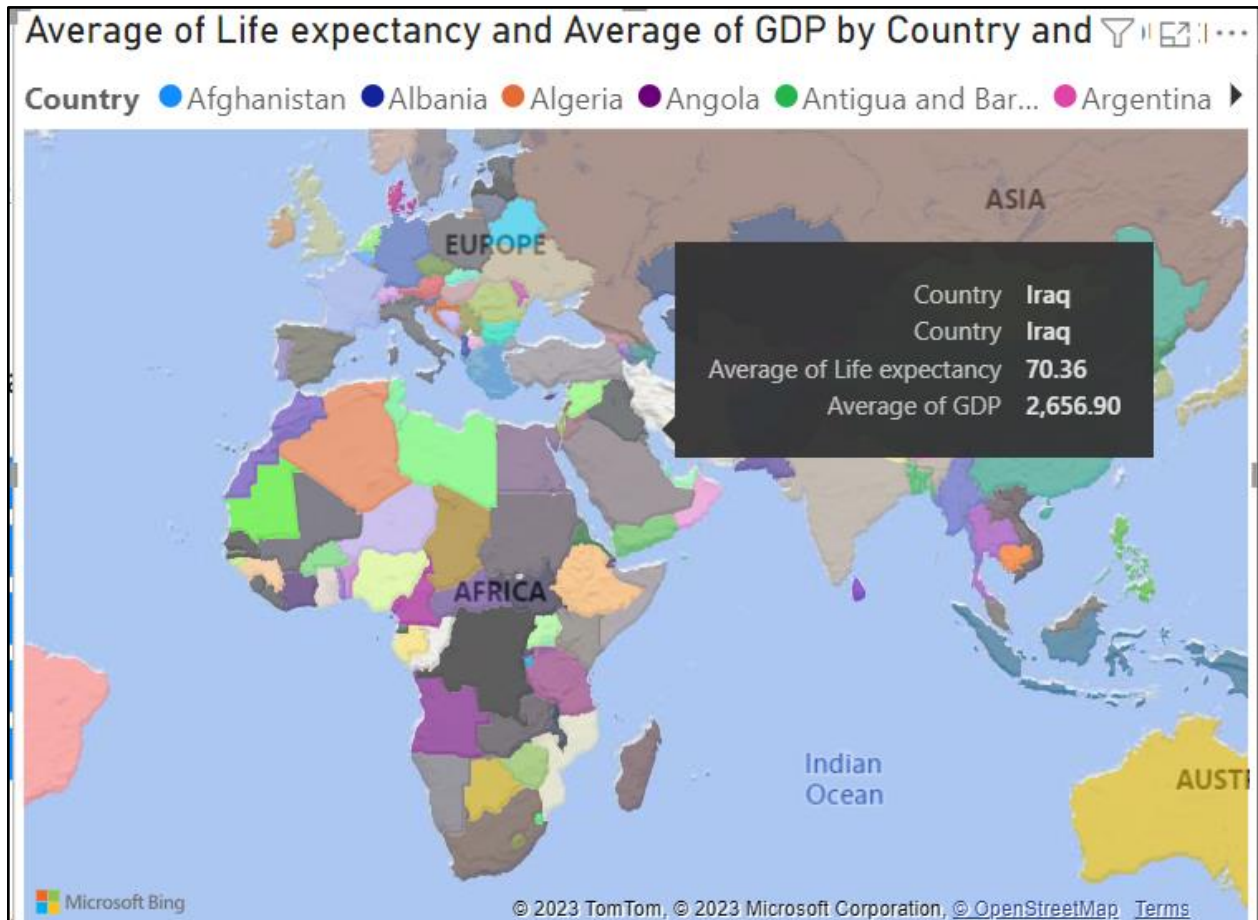 Average of Life expectancy and Average of GDP by Country and
Country Afghanistan Albania Algeria Angola Antigua and Bar... Argentina
ASIA
EUROPE
Country Iraq
Country Iraq
Average of Life expectancy 70.36
Average of GDP 2,656.90
AFRICA
Indian
Ocean
AUST
Microsoft Bing
© 2023 TomTom, © 2023 Microsoft Corporation, © OpenStreetMap Terms